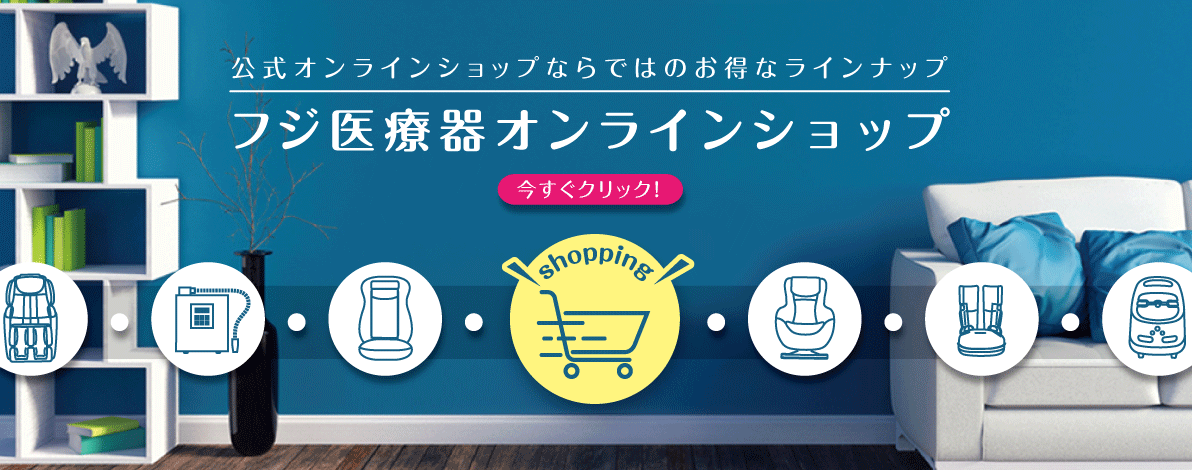 公式オンラインショップならではのお得なラインナップ
フジ医療器オンラインショップ
今すぐクリック!
shopping